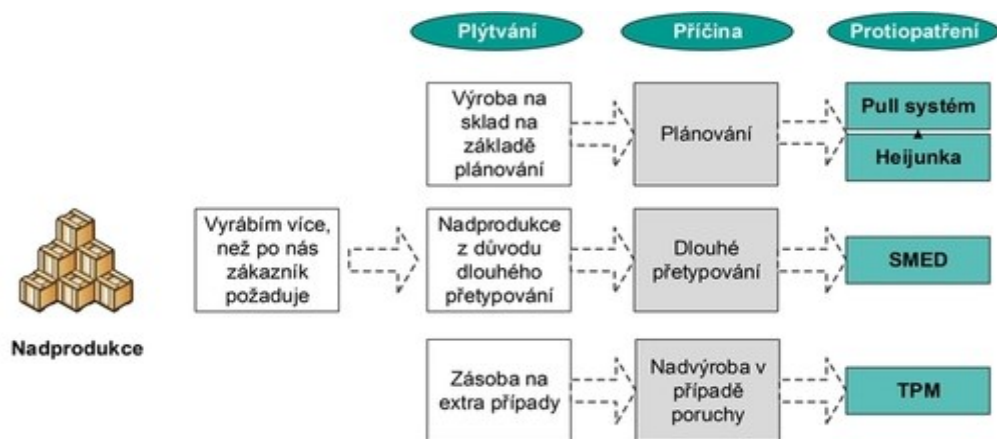 Plýtvání
Příčina
Protiopatření
Výroba na
sklad na
základě
plánování
Plánování
Pull systém
Heijunka
Vyrábím více,
než po nás
zákazník
požaduje
Nadprodukce
z důvodu
dlouhého
přetypování
Dlouhé
přetypování
SMED
Nadprodukce
Zásoba na
extra případy
Nadvýroba v
případě
poruchy
TPM